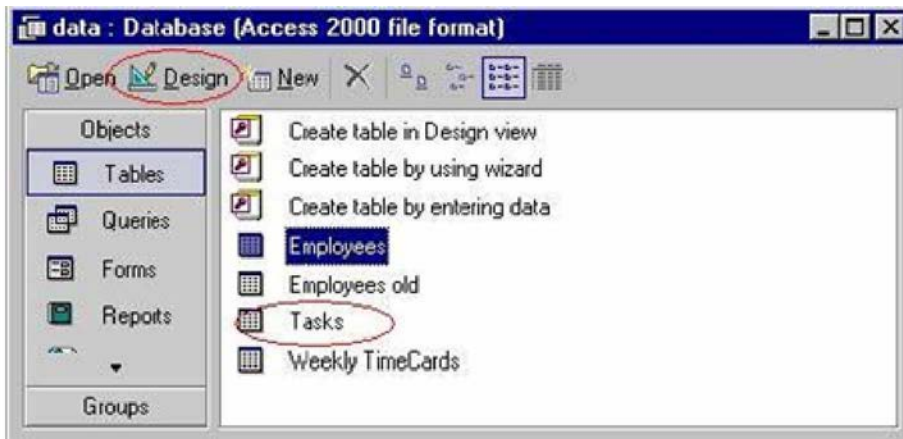 data : Database (Access 2000 file format)
Open Design New
Objects
Tables
Queries
Forms
Reports
Groups
Create table in Design view
Create table by using wizard
Create table by entering data
Employees
Employees old
Tasks
Weekly TimeCards